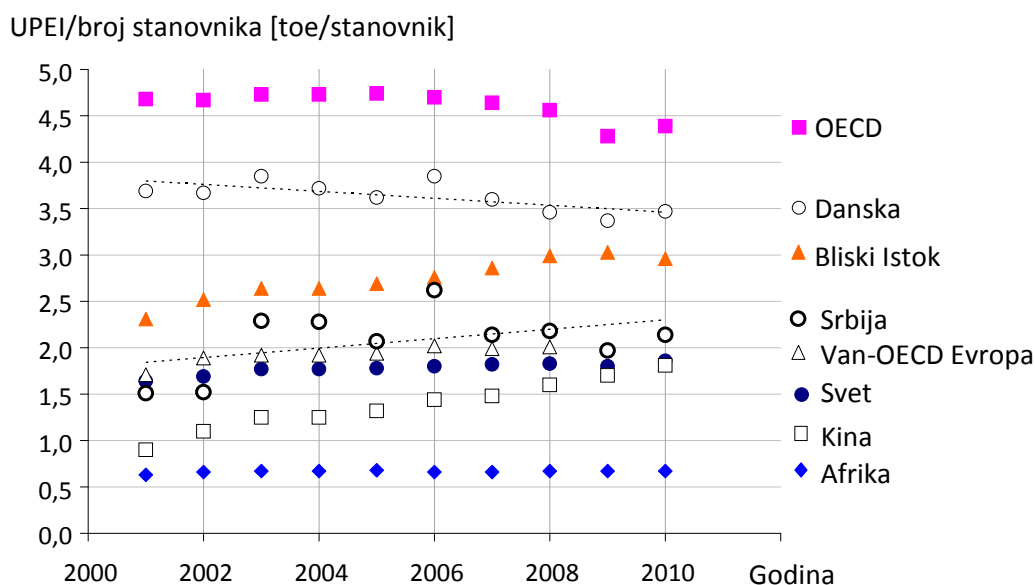 UPEI/broj stanovnika [toe/stanovnik]
5,0
4,5
4,0
3,5
3,0
2,5
2,0
1,5
1,0
0,5
0,0
2000 2002 2004 2006 2008 2010 Godina
OECD
Danska
Bliski Istok
Srbija
Van-OECD Evropa
Svet
Kina
Afrika